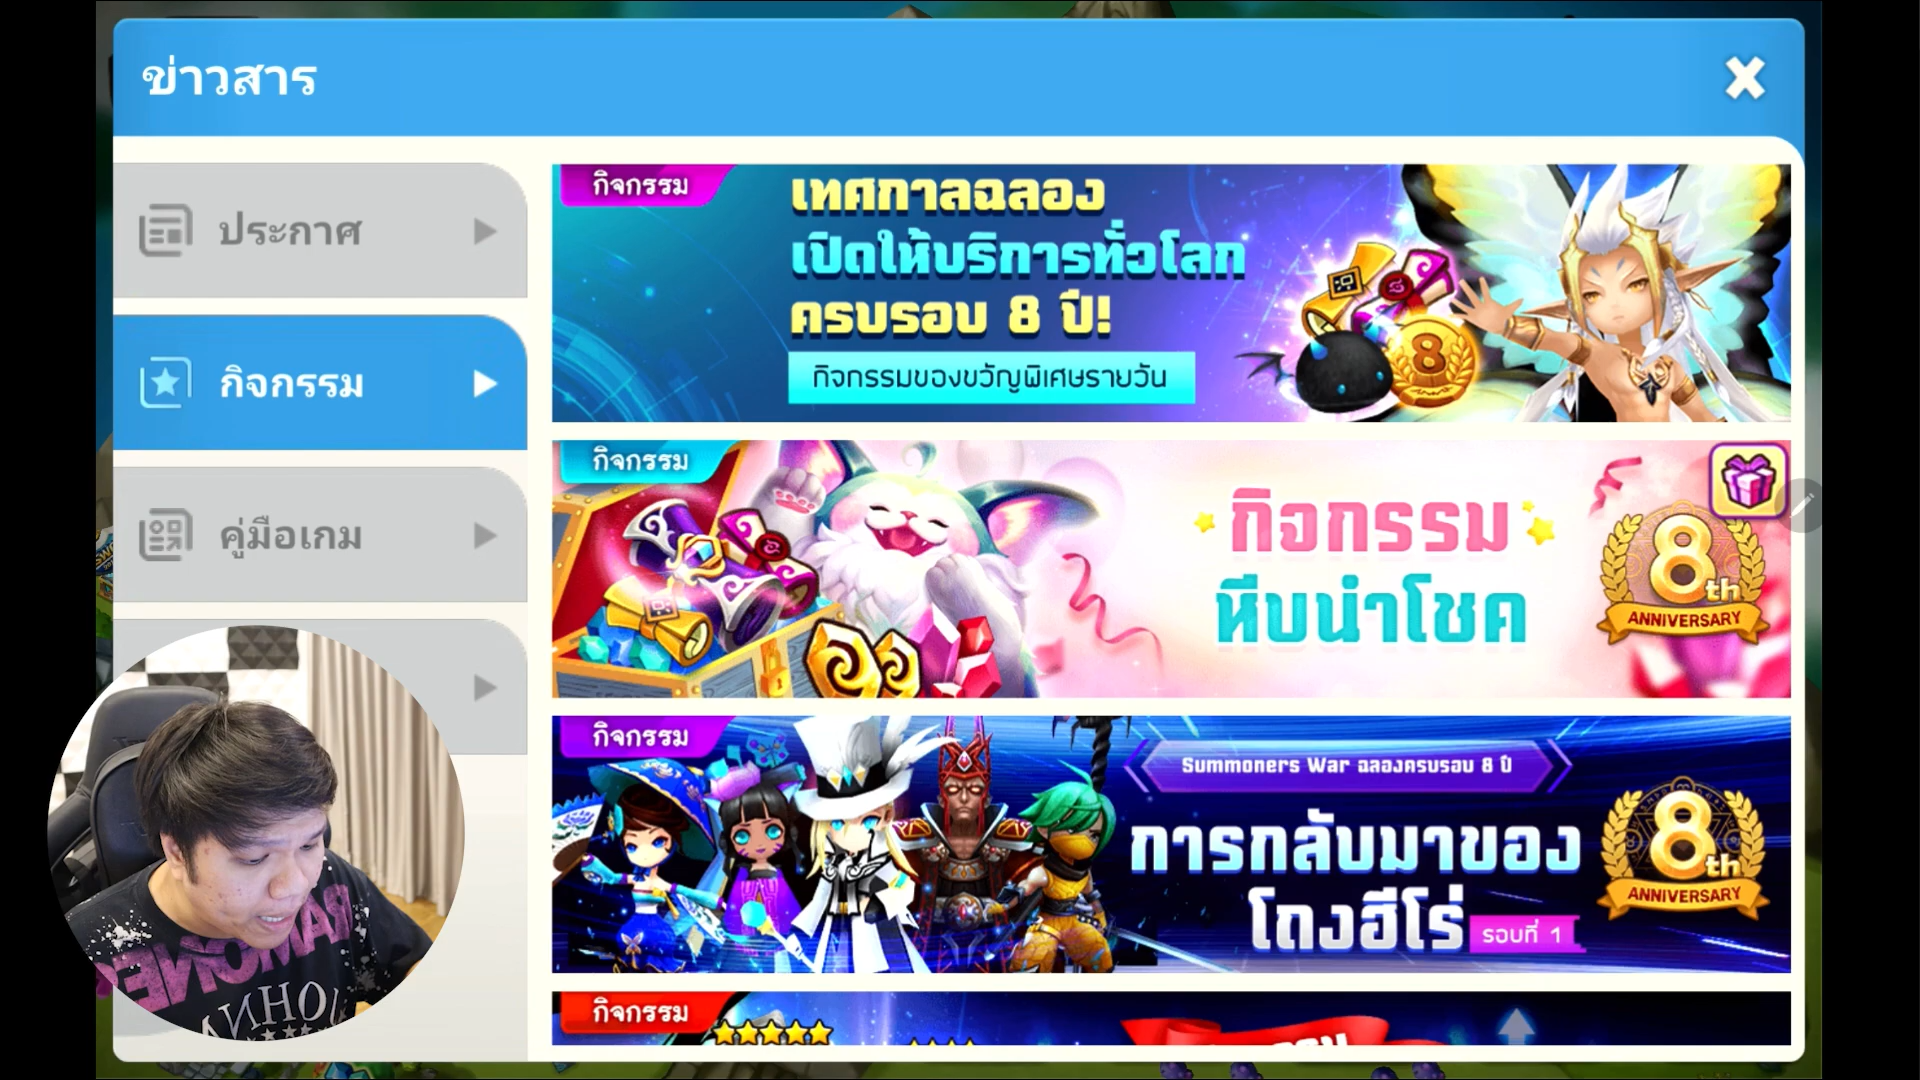 ข่าวสาร
ประกาศ
กิจกรรม
คู่มือเกม
กิจกรรม
เทศกาลฉลอง
เปิดให้บริการทั่วโลก
ครบรอบ 8 ปี!
กิจกรรมของขวัญพิเศษรายวัน
8
กิจกรรม
กิจกรรม
หีบนำโชค
8th
ANNIVERSARY
กิจกรรม
Summoners War ฉลองครบรอบ 8 ปี
การกลับมาของ
โถงฮีโร่
รอบที่ 1
8th
ANNIVERSARY
กิจกรรม